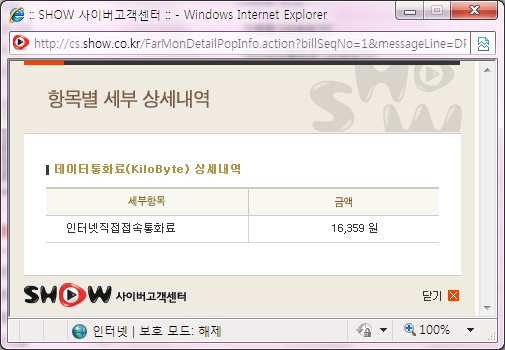 :: SHOW 사이버고객센터 :: - Windows Internet Explorer
http://cs.show.co.kr/FarMonDetailPopInfo.action?billSeqNo=1&messageLine=DF
SHOW
항목별 세부 상세내역
데이터통화료(KiloByte) 상세내역
세부항목 금액
인터넷직접접속통화료 16,359 원
SHOW 사이버고객센터 닫기
인터넷 | 보호 모드: 해제 100%